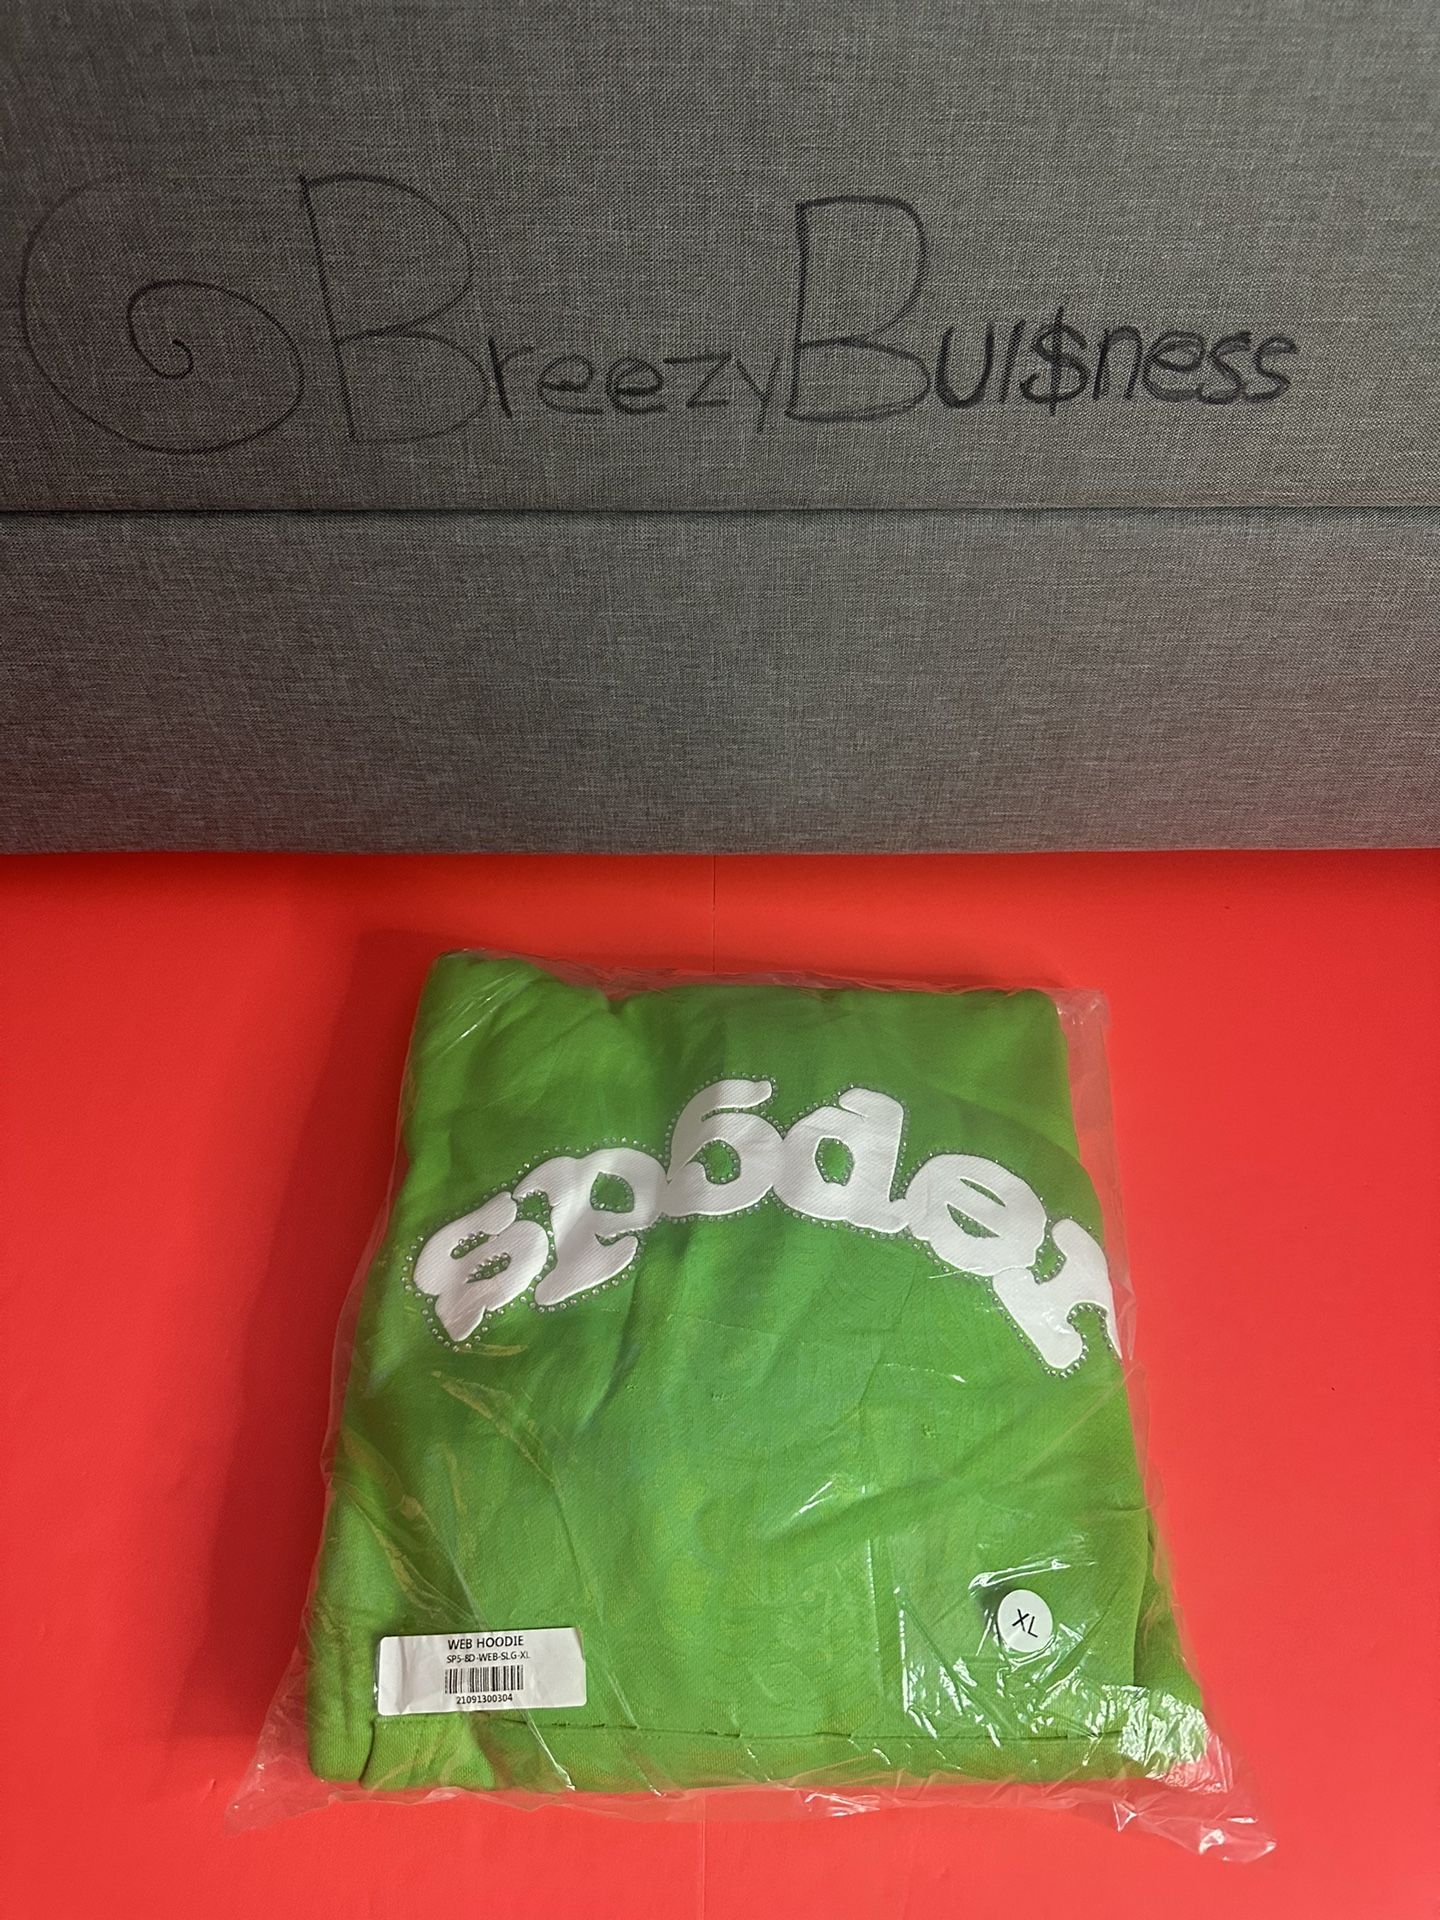 BreezyBui$ness
sp5der
XL
WEB HOODIE
SP5-8D-WEB-SLG-XL
21091300304